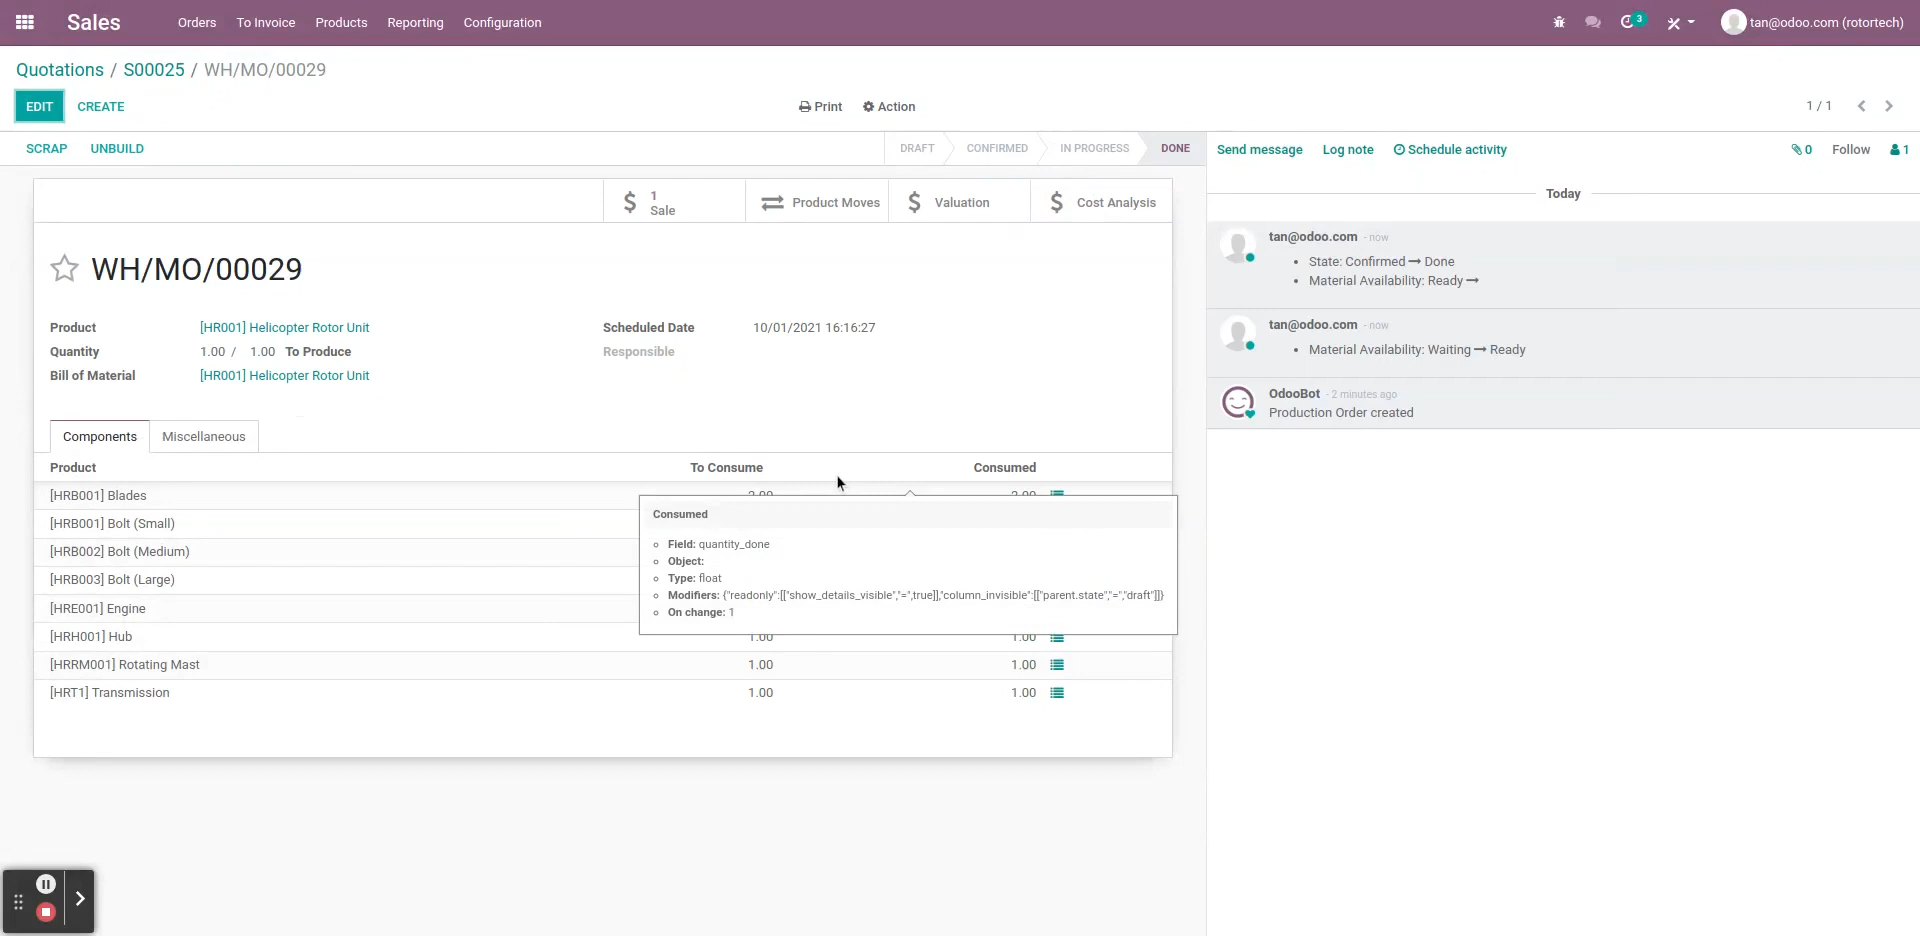 Sales Orders To Invoice Products Reporting Configuration 3 tan@odoo.com (rotortech)
Quotations / S00025 / WH/MO/00029
EDIT CREATE Print Action 1 / 1
SCRAP UNBUILD DRAFT CONFIRMED IN PROGRESS DONE
Send message Log note Schedule activity 0 Follow 1
1
Sale
Product Moves
Valuation
Cost Analysis
WH/MO/00029
Product [HR001] Helicopter Rotor Unit
Quantity 1.00 / 1.00 To Produce
Bill of Material [HR001] Helicopter Rotor Unit
Scheduled Date 10/01/2021 16:16:27
Responsible
Components Miscellaneous
Product To Consume Consumed
[HRB001] Blades
[HRB001] Bolt (Small)
[HRB002] Bolt (Medium)
[HRB003] Bolt (Large)
[HRE001] Engine
[HRH001] Hub 1.00 1.00
[HRRM001] Rotating Mast 1.00 1.00
[HRT1] Transmission 1.00 1.00
Consumed
Field: quantity_done
Object:
Type: float
Modifiers: {"readonly":[["show_details_visible","=",true]],"column_invisible":[["parent.state","=","draft"]]}
On change: 1
Today
tan@odoo.com - now
State: Confirmed → Done
Material Availability: Ready →
tan@odoo.com - now
Material Availability: Waiting → Ready
OdooBot - 2 minutes ago
Production Order created